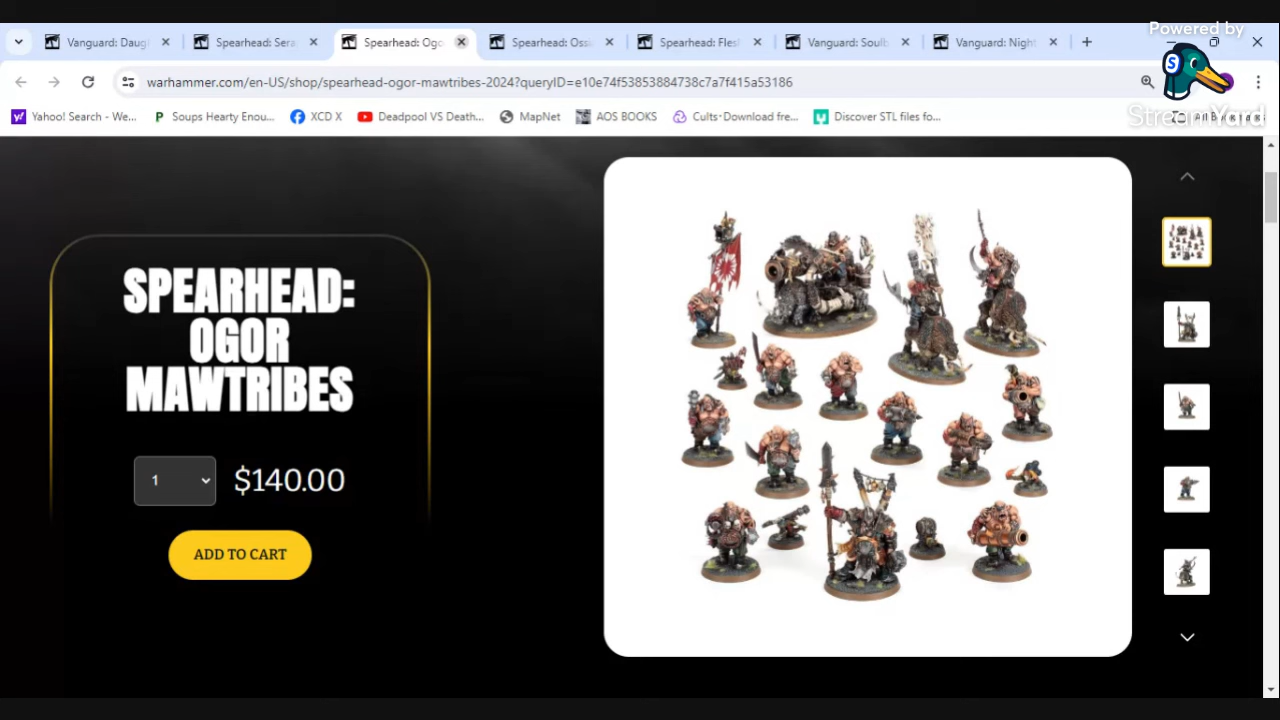 Powered by
Vanguard: Daug
Spearhead: Sera
Spearhead: Ogo
Spearhead: Ossi
Spearhead: Flesh
Vanguard: Soulb
Vanguard: Night
warhammer.com/en-US/shop/spearhead-ogor-mawtribes-2024?queryID=e10e74f53853884738c7a7f415a53186
Yahoo! Search - We...
Soups Hearty Enou...
XCD X
Deadpool VS Death...
MapNet
AOS BOOKS
Cults・Download fre...
Discover STL files fo...
StreamYard
SPEARHEAD:
OGOR
MAWTRIBES
1
$140.00
ADD TO CART